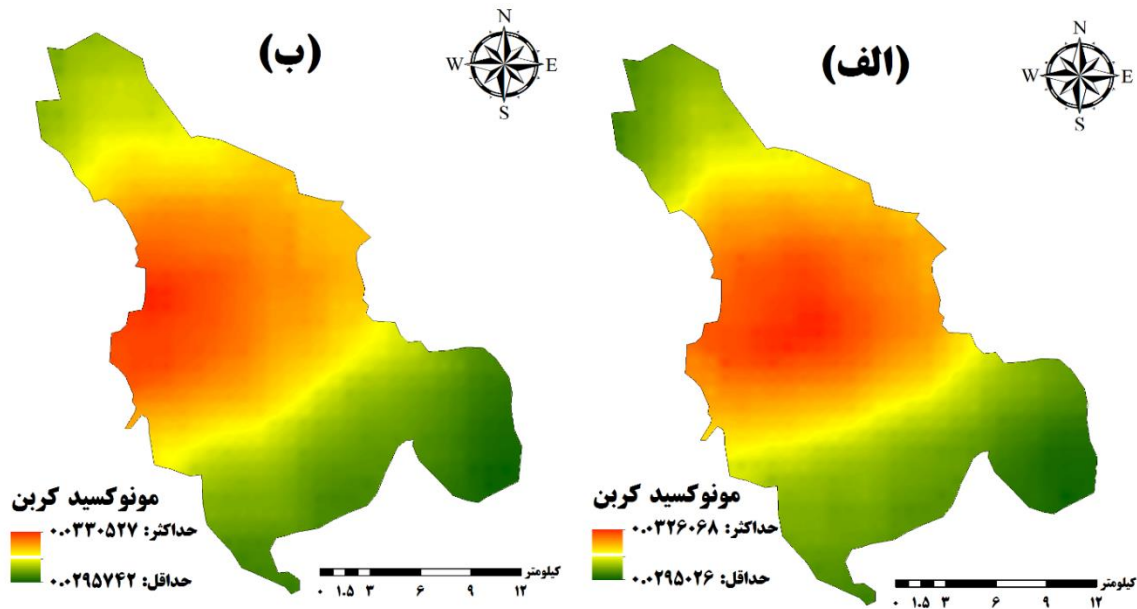 (الف)
N
W E
S
مونوکسید کربن
حداکثر: ۰.۰۳۲۶۰۶۸
حداقل: ۰.۰۲۹۵۰۲۶
کیلومتر
۰ ۱.۵ ۳ ۶ ۹ ۱۲
(ب)
N
W E
S
مونوکسید کربن
حداکثر: ۰.۰۳۳۰۵۲۷
حداقل: ۰.۰۲۹۵۷۴۲
کیلومتر
۰ ۱.۵ ۳ ۶ ۹ ۱۲